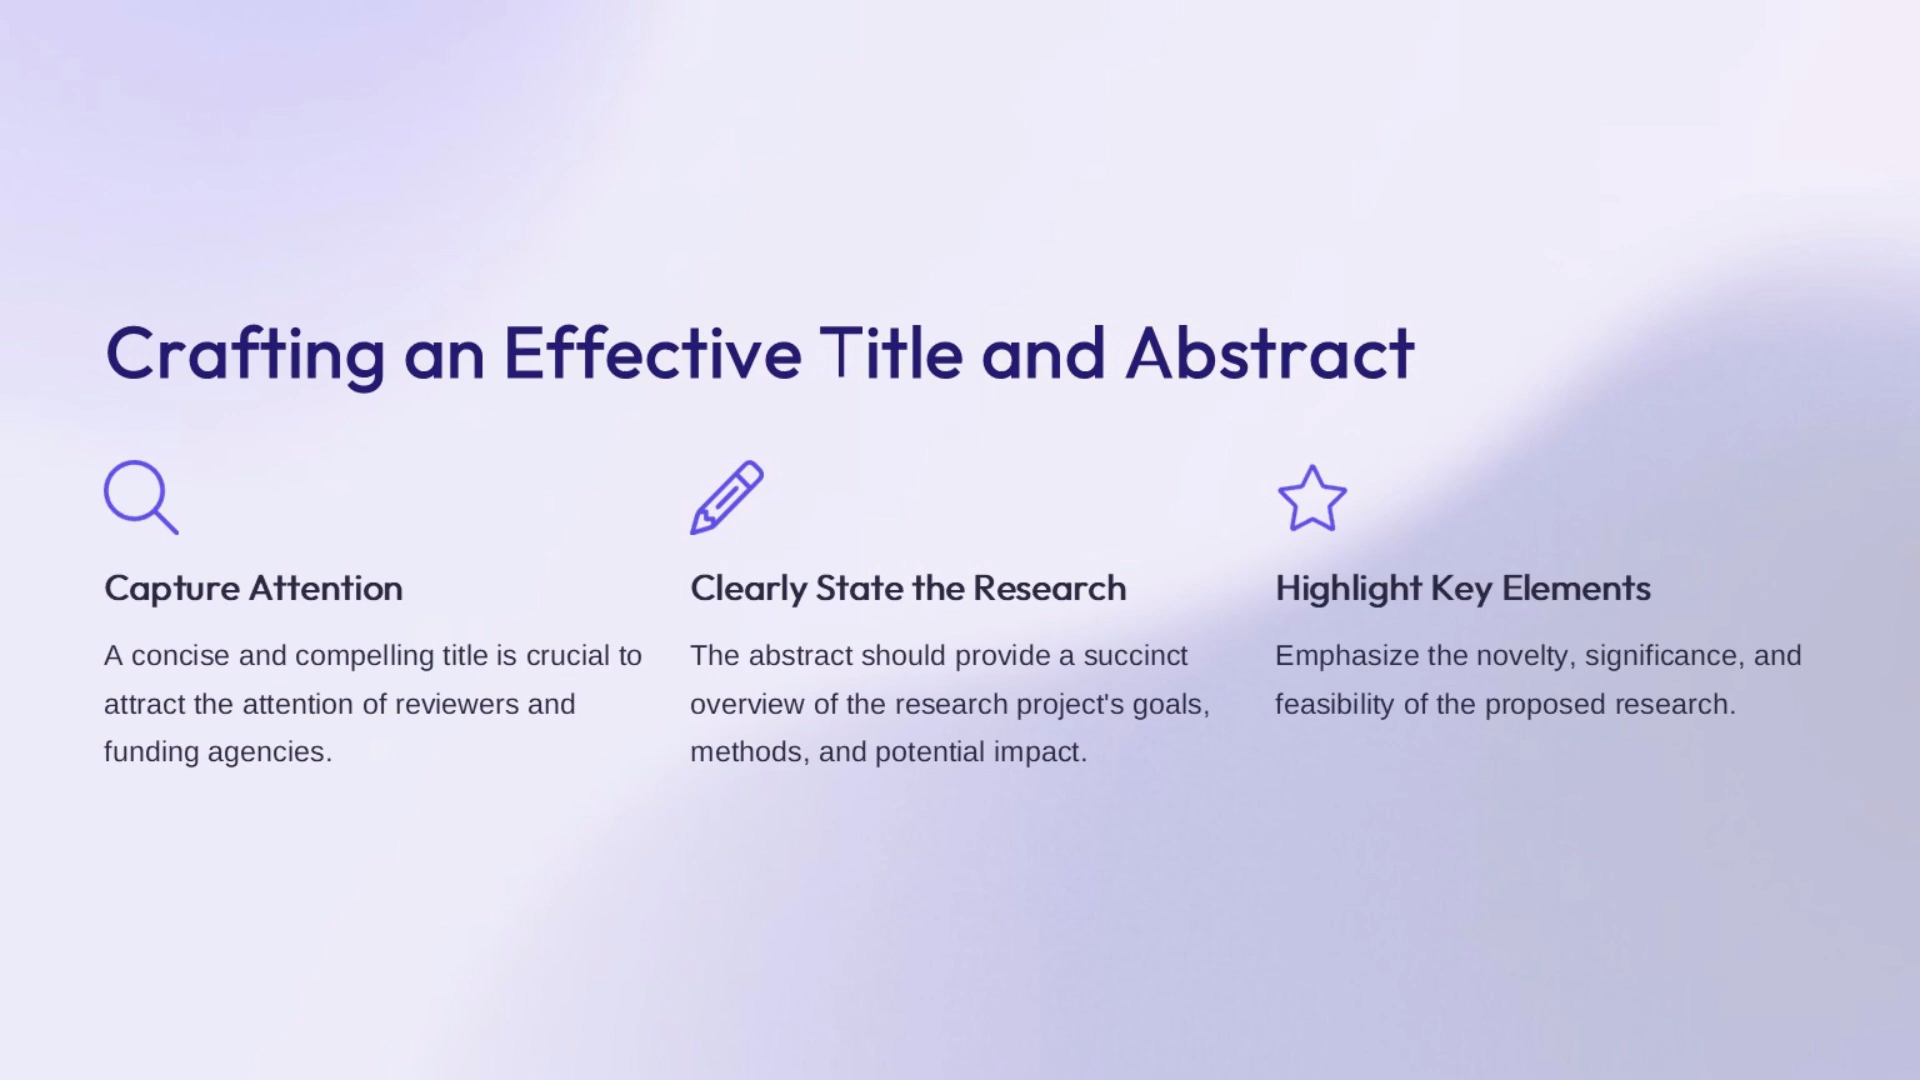 Crafting an Effective Title and Abstract
Capture Attention
A concise and compelling title is crucial to
attract the attention of reviewers and
funding agencies.
Clearly State the Research
The abstract should provide a succinct
overview of the research project's goals,
methods, and potential impact.
Highlight Key Elements
Emphasize the novelty, significance, and
feasibility of the proposed research.